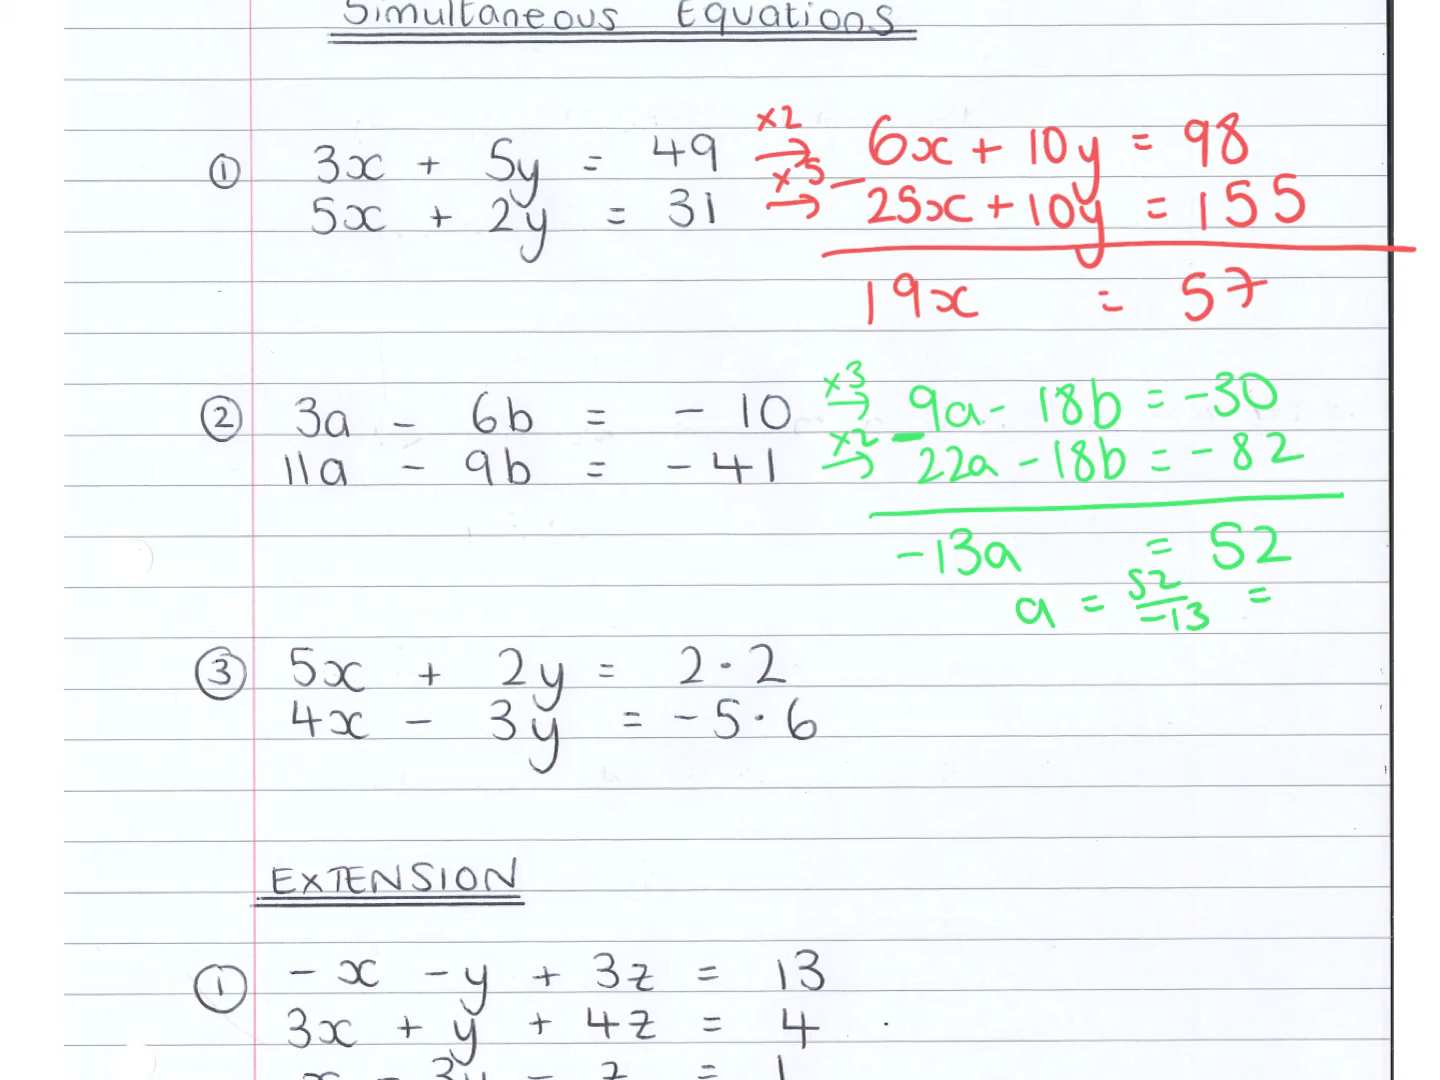 Simultaneous Equations
① 3x + 5y = 49 ×2→ 6x + 10y = 98
5x + 2y = 31 ×5→ - 25x + 10y = 155
19x = 57
② 3a - 6b = - 10 ×3→ 9a - 18b = -30
11a - 9b = - 41 ×2→ - 22a - 18b = - 82
-13a = 52
a = 52/-13 =
③ 5x + 2y = 2·2
4x - 3y = - 5·6
EXTENSION
① - x - y + 3z = 13
3x + y + 4z = 4
x - 3y - z = 1